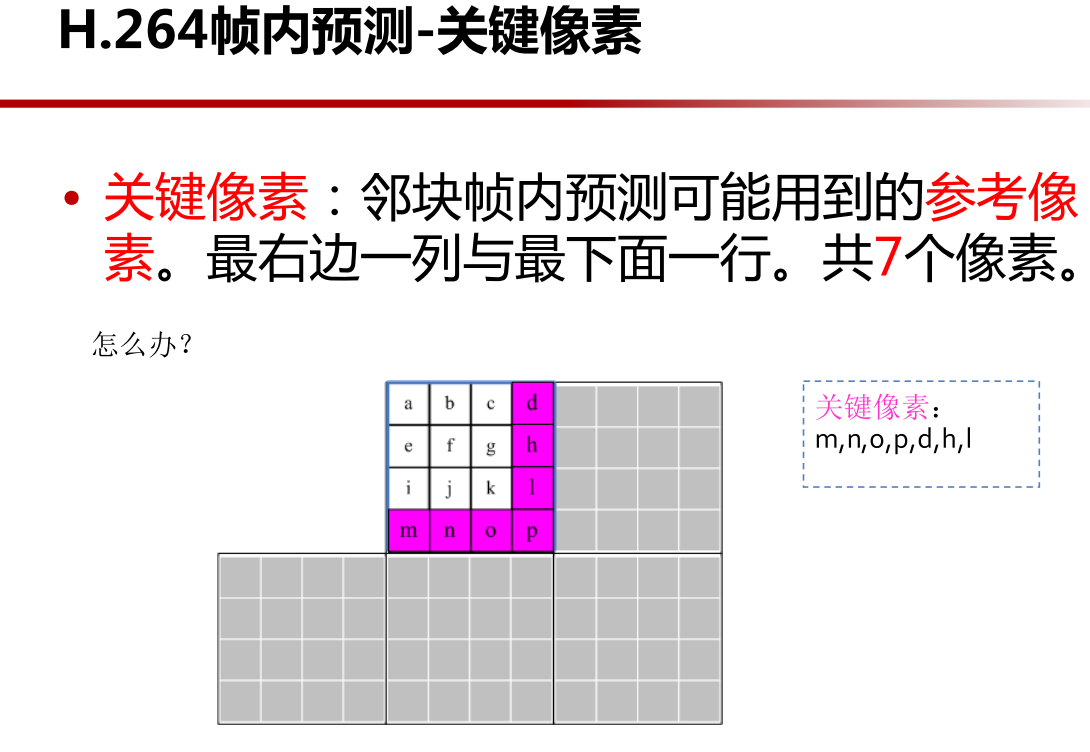 H.264帧内预测-关键像素
• 关键像素：邻块帧内预测可能用到的参考像
素。最右边一列与最下面一行。共7个像素。
怎么办?
a b c d
e f g h
i j k l
m n o p
关键像素:
m,n,o,p,d,h,l